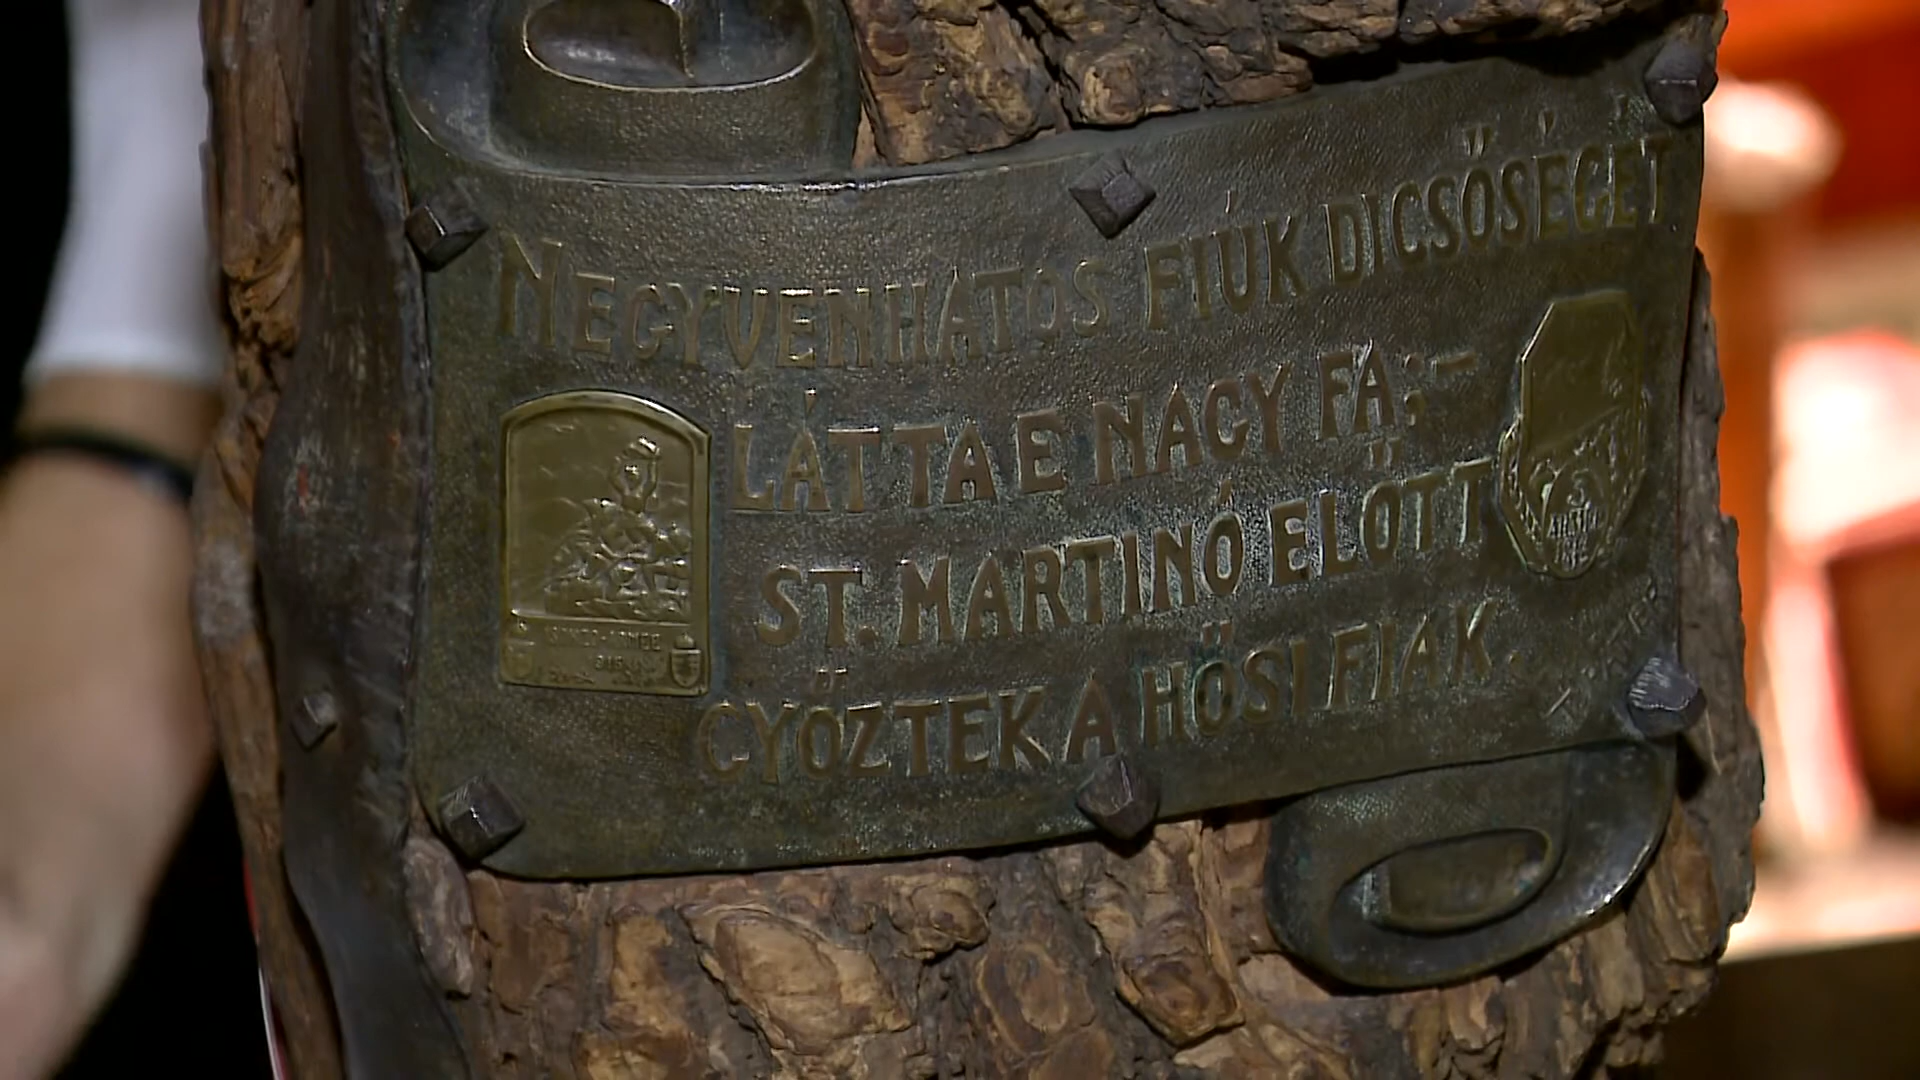 NEGYVENHATOS FIÚK DICSŐSÉGÉT
LÁTTA E NAGY FA;–
ST. MARTINÓ ELŐTT
GYŐZTEK A HŐSI FIAK.